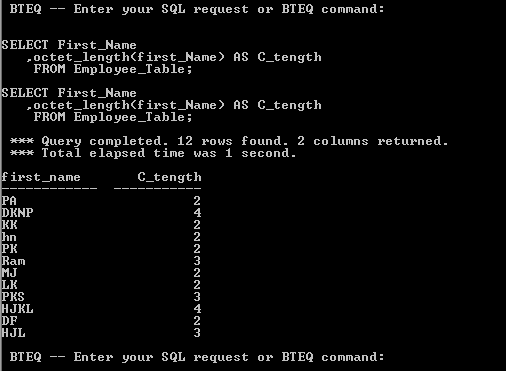 BTEQ -- Enter your SQL request or BTEQ command:
SELECT First_Name
,octet_length(first_Name) AS C_tength
FROM Employee_Table;
SELECT First_Name
,octet_length(first_Name) AS C_tength
FROM Employee_Table;
*** Query completed. 12 rows found. 2 columns returned.
*** Total elapsed time was 1 second.
first_name C_tength
------------ -----------
PA 2
DKNP 4
KK 2
hn 2
PK 2
Ram 3
MJ 2
LK 2
PKS 3
HJKL 4
DF 2
HJL 3
BTEQ -- Enter your SQL request or BTEQ command: